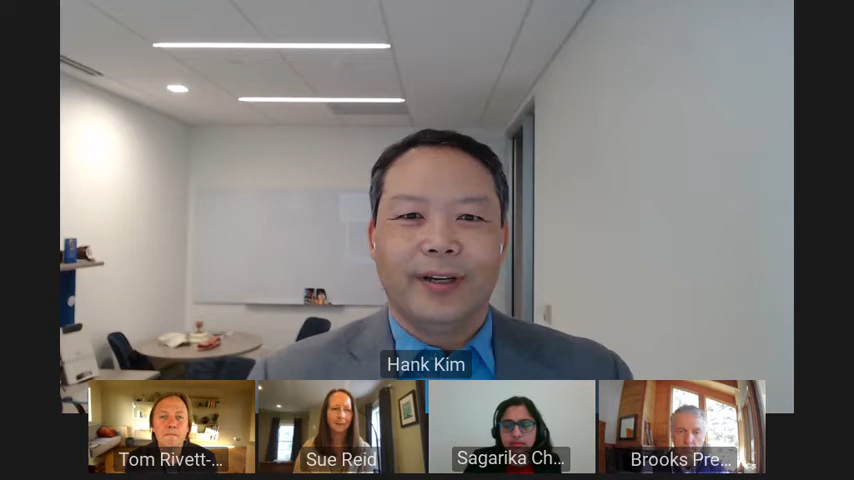 Hank Kim
Tom Rivett-...
Sue Reid
Sagarika Ch...
Brooks Pre...